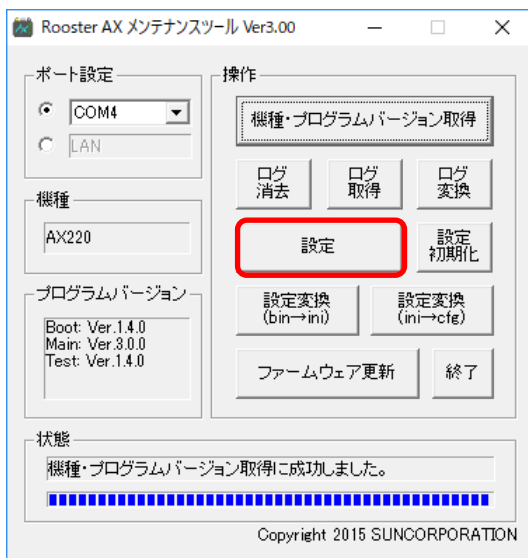 Rooster AX メンテナンスツール Ver3.00
ポート設定
COM4
LAN
機種
AX220
プログラムバージョン
Boot: Ver.1.4.0
Main: Ver.3.0.0
Test: Ver.1.4.0
操作
機種・プログラムバージョン取得
ログ
消去
ログ
取得
ログ
変換
設定
設定
初期化
設定変換
(bin→ini)
設定変換
(ini→cfg)
ファームウェア更新
終了
状態
機種・プログラムバージョン取得に成功しました。
Copyright 2015 SUNCORPORATION